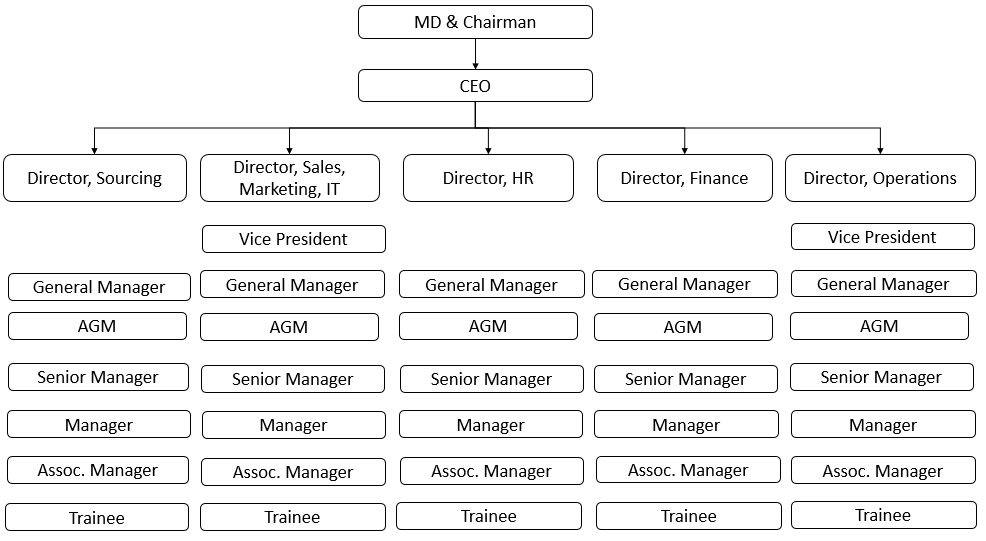 MD & Chairman
CEO
Director, Sourcing
Director, Sales,
Marketing, IT
Director, HR
Director, Finance
Director, Operations
Vice President
Vice President
General Manager
General Manager
General Manager
General Manager
General Manager
AGM
AGM
AGM
AGM
AGM
Senior Manager
Senior Manager
Senior Manager
Senior Manager
Senior Manager
Manager
Manager
Manager
Manager
Manager
Assoc. Manager
Assoc. Manager
Assoc. Manager
Assoc. Manager
Assoc. Manager
Trainee
Trainee
Trainee
Trainee
Trainee